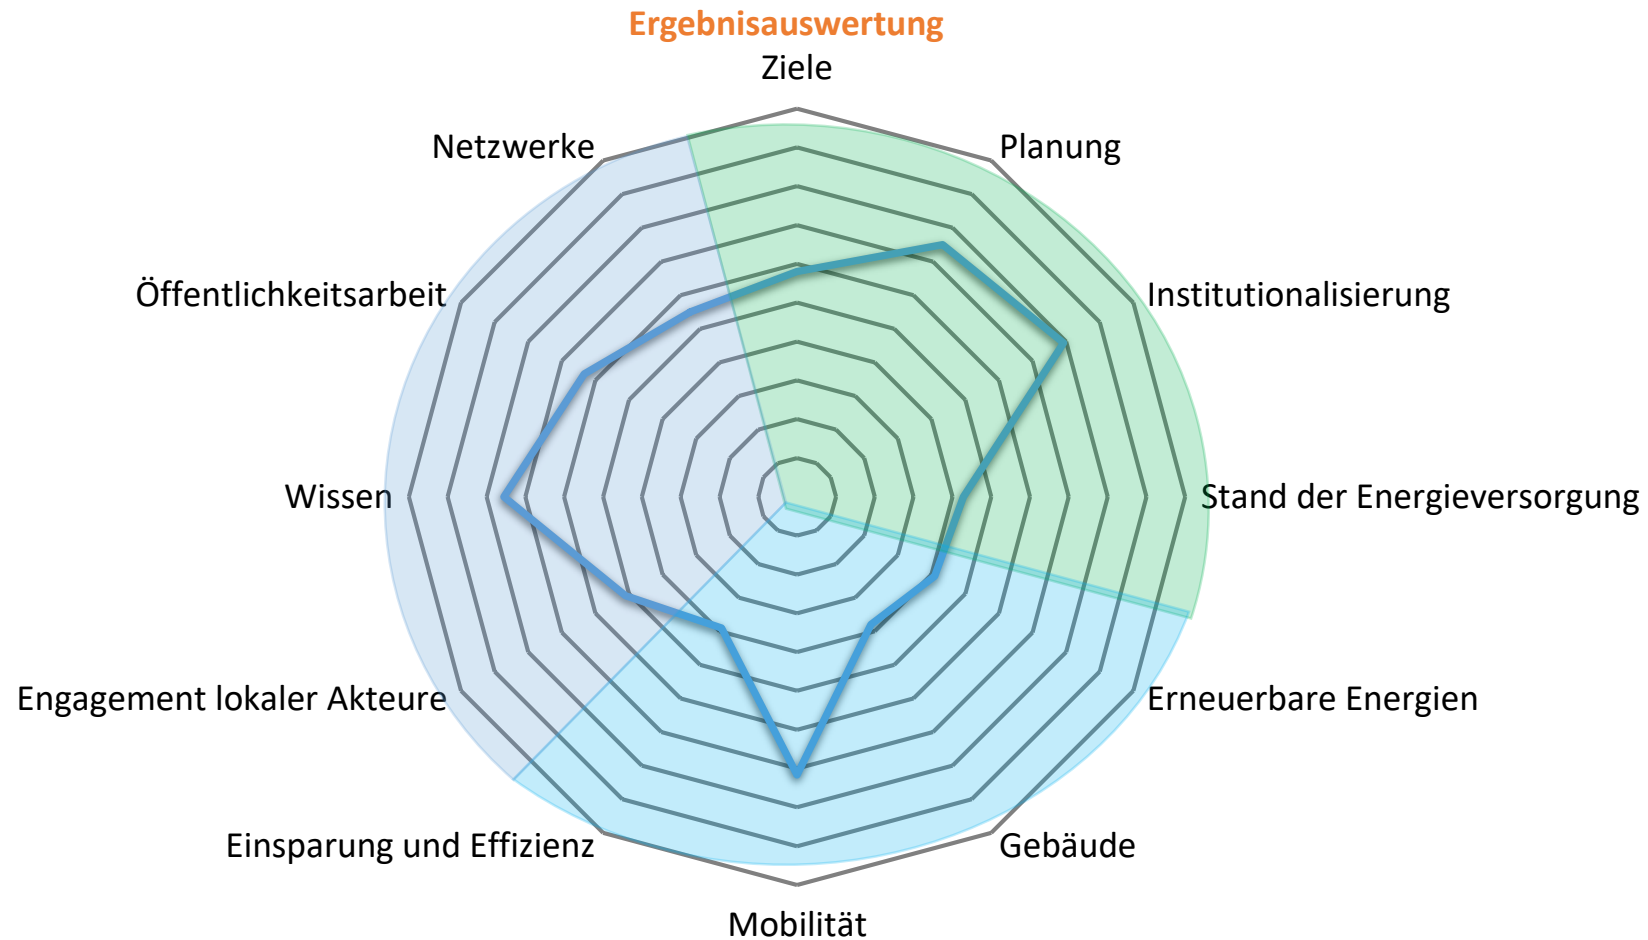 Ergebnisauswertung
Ziele
Netzwerke
Planung
Öffentlichkeitsarbeit
Institutionalisierung
Wissen
Stand der Energieversorgung
Engagement lokaler Akteure
Erneuerbare Energien
Einsparung und Effizienz
Gebäude
Mobilität